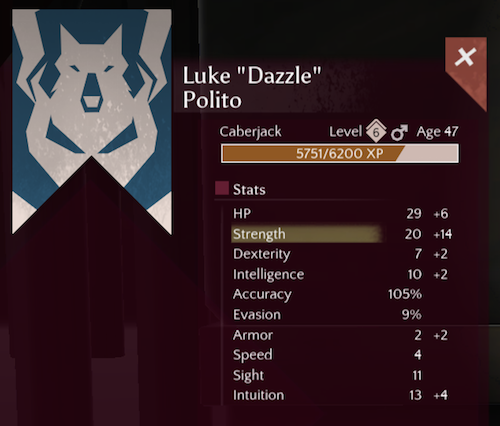 Luke "Dazzle"
Polito
Caberjack Level 6 Age 47
5751/6200 XP
Stats
HP 29 +6
Strength 20 +14
Dexterity 7 +2
Intelligence 10 +2
Accuracy 105%
Evasion 9%
Armor 2 +2
Speed 4
Sight 11
Intuition 13 +4